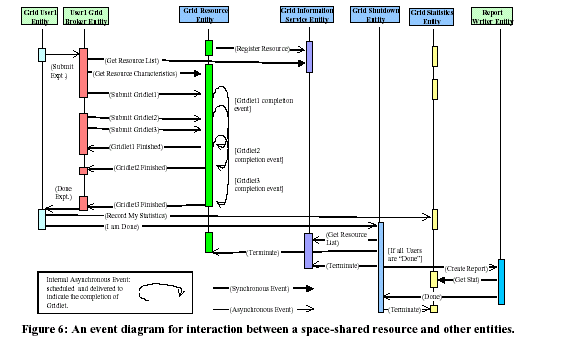 Grid User1 Entity
User1 Grid Broker Entity
Grid Resource Entity
Grid Information Service Entity
Grid Shutdown Entity
Grid Statistics Entity
Report Writer Entity
(Register Resource)
(Get Resource List)
(Submit Expt.)
(Get Resource Characteristics)
(Submit Gridlet1)
[Gridlet1 completion event]
(Submit Gridlet2)
(Submit Gridlet3)
(Gridlet1 Finished)
[Gridlet2 completion event]
(Gridlet2 Finished)
[Gridlet3 completion event]
(Done Expt.)
(Gridlet3 Finished)
(Record My Statistics)
(I am Done)
(Get Resource List)
[If all Users are "Done"]
(Terminate)
(Terminate)
(Create Report)
(Get Stat)
(Done)
(Terminate)
Internal Asynchronous Event:
scheduled and delivered to
indicate the completion of
Gridlet.
(Synchronous Event)
(Asynchronous Event)
Figure 6: An event diagram for interaction between a space-shared resource and other entities.